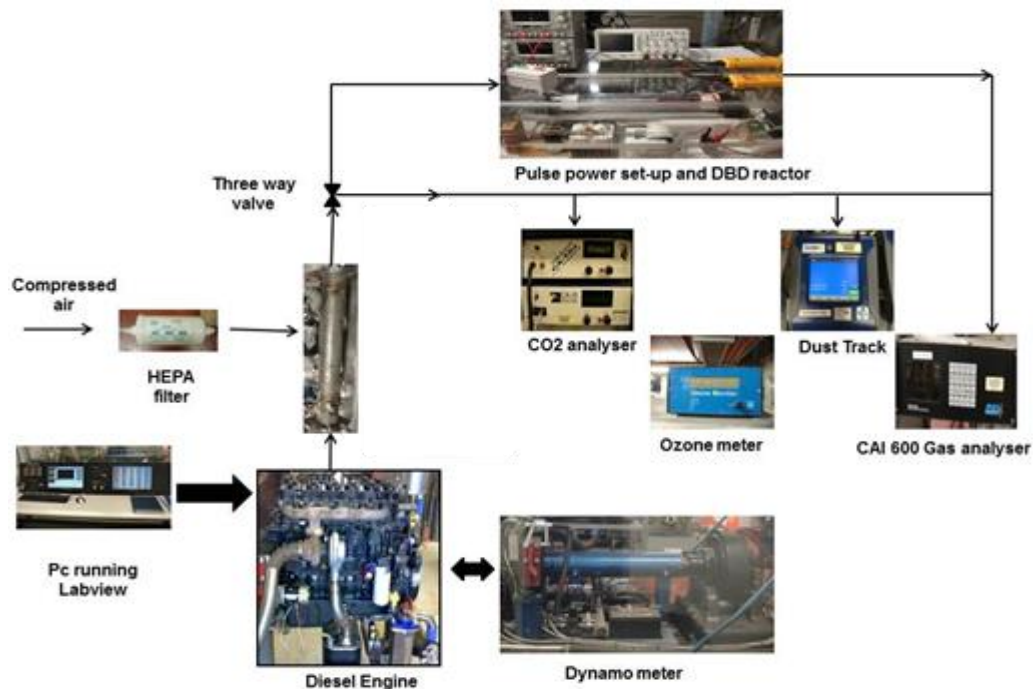 Pulse power set-up and DBD reactor
Three way
valve
Compressed
air
HEPA
filter
CO2 analyser
Dust Track
Ozone meter
CAI 600 Gas analyser
Pc running
Labview
Diesel Engine
Dynamo meter